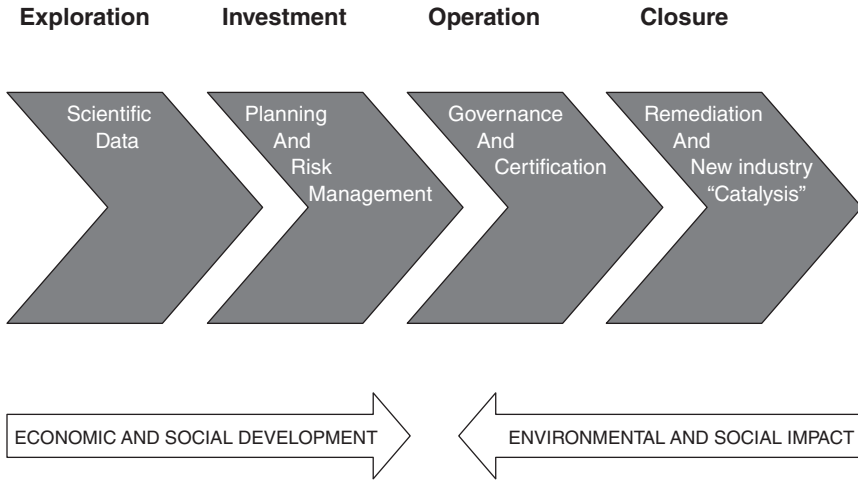 Exploration Investment Operation Closure
Scientific
Data
Planning
And
Risk
Management
Governance
And
Certification
Remediation
And
New industry
“Catalysis”
ECONOMIC AND SOCIAL DEVELOPMENT
ENVIRONMENTAL AND SOCIAL IMPACT